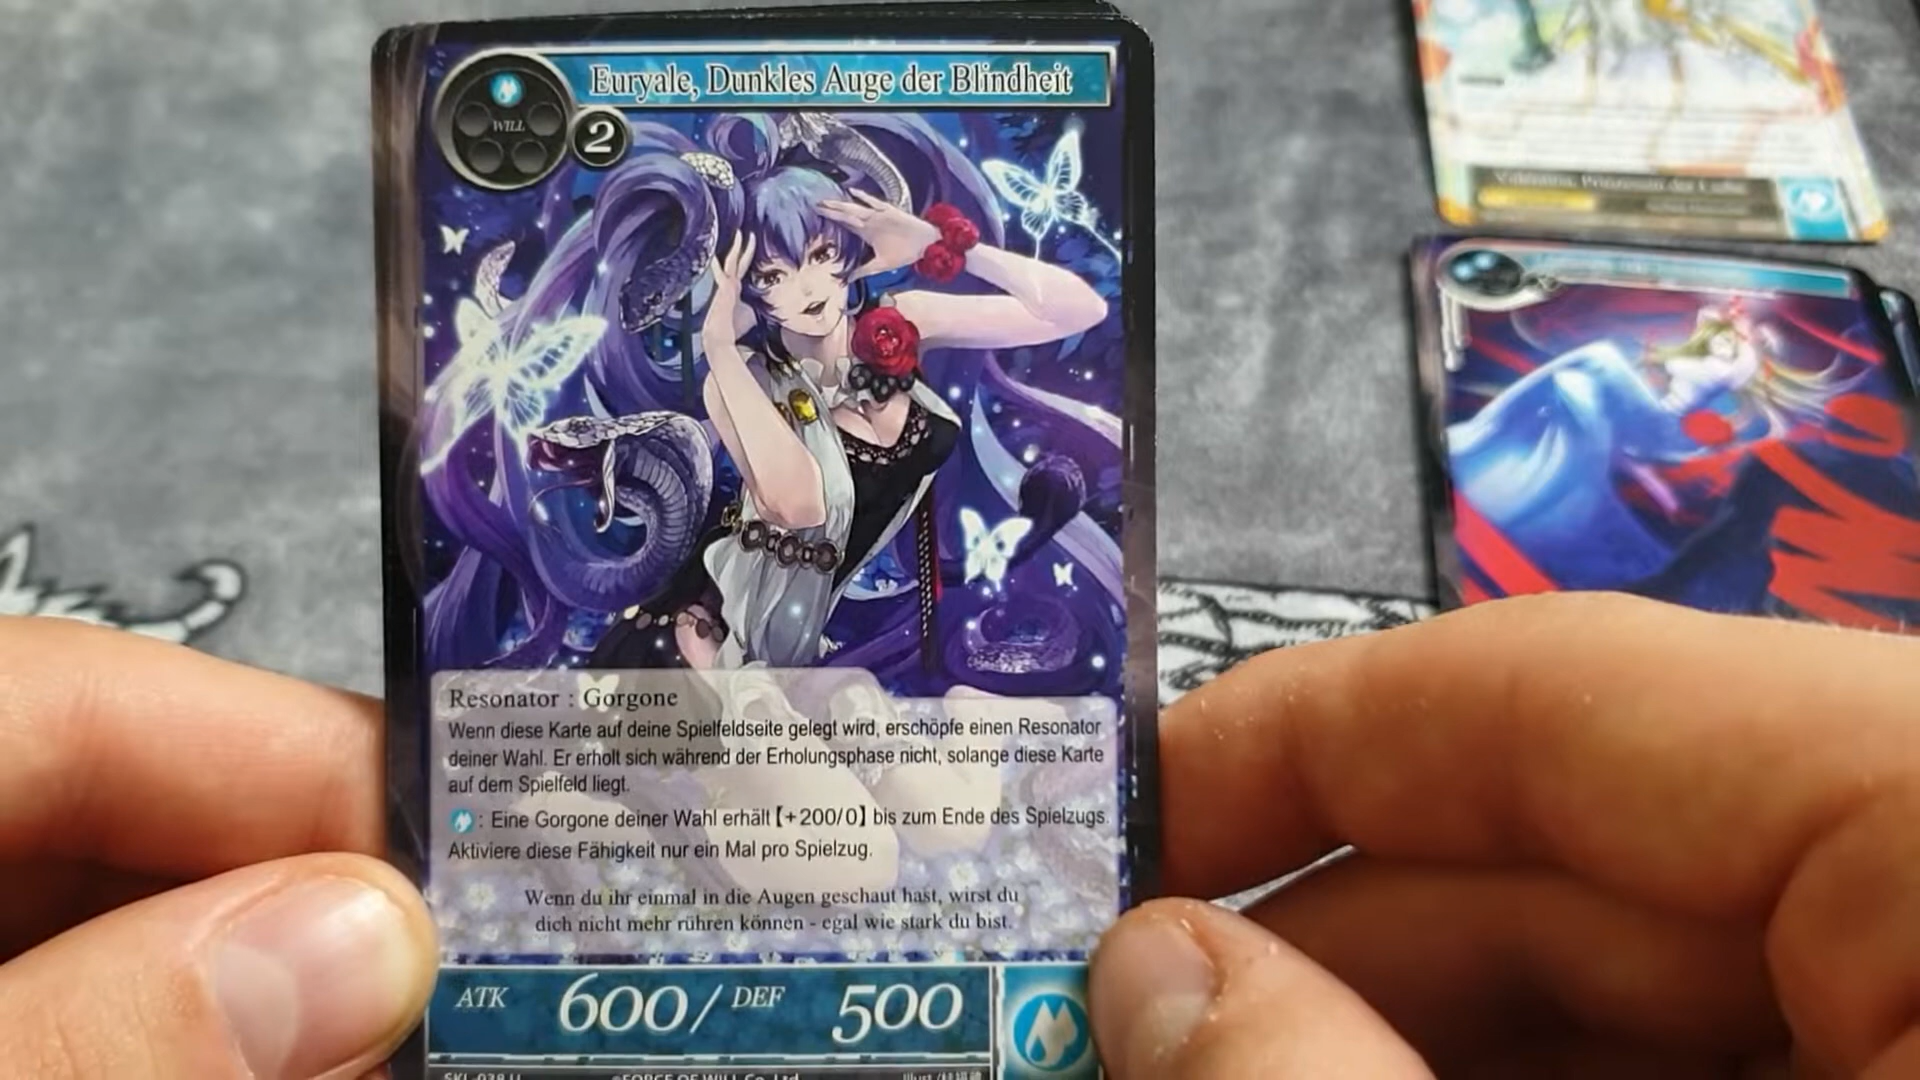 Euryale, Dunkles Auge der Blindheit
WILL
2
Resonator : Gorgone
Wenn diese Karte auf deine Spielfeldseite gelegt wird, erschöpfe einen Resonator
deiner Wahl. Er erholt sich während der Erholungsphase nicht, solange diese Karte
auf dem Spielfeld liegt.
: Eine Gorgone deiner Wahl erhält【+200/0】bis zum Ende des Spielzugs.
Aktiviere diese Fähigkeit nur ein Mal pro Spielzug.
Wenn du ihr einmal in die Augen geschaut hast, wirst du
dich nicht mehr rühren können - egal wie stark du bist.
ATK 600 / DEF 500
©FORCE OF WILL Co., Ltd.
Prinzessin der